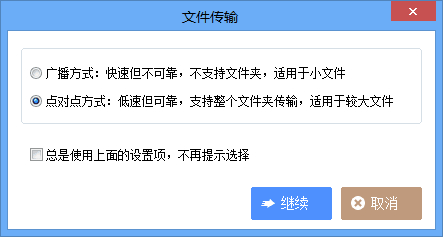 文件传输
广播方式：快速但不可靠，不支持文件夹，适用于小文件
点对点方式：低速但可靠，支持整个文件夹传输，适用于较大文件
总是使用上面的设置项，不再提示选择
继续
取消